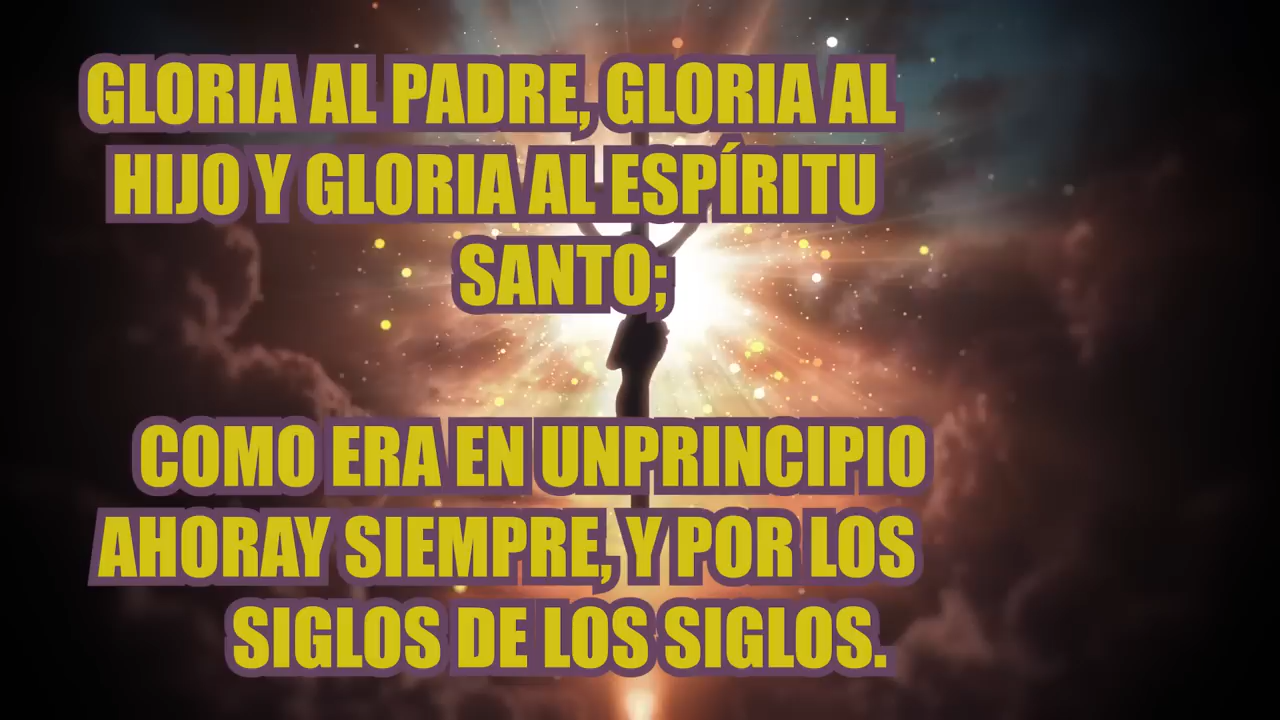 GLORIA AL PADRE, GLORIA AL
HIJO Y GLORIA AL ESPÍRITU
SANTO;
COMO ERA EN UNPRINCIPIO
AHORAY SIEMPRE, Y POR LOS
SIGLOS DE LOS SIGLOS.